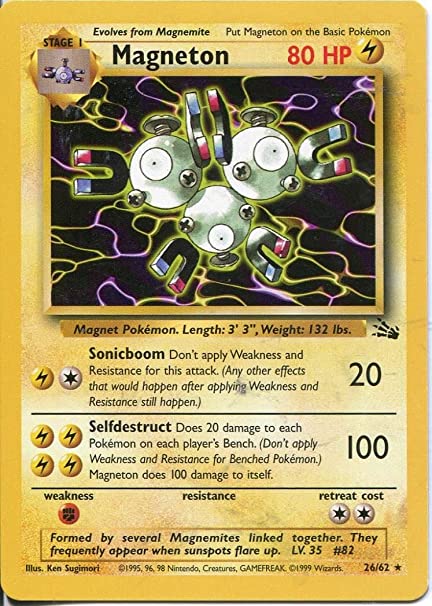 Evolves from Magnemite Put Magneton on the Basic Pokémon
STAGE 1
Magneton 80 HP
Magnet Pokémon. Length: 3' 3", Weight: 132 lbs.
Sonicboom Don't apply Weakness and
Resistance for this attack. (Any other effects
that would happen after applying Weakness and
Resistance still happen.)
20
Selfdestruct Does 20 damage to each
Pokémon on each player's Bench. (Don't apply
Weakness and Resistance for Benched Pokémon.)
Magneton does 100 damage to itself.
100
weakness resistance retreat cost
Formed by several Magnemites linked together. They
frequently appear when sunspots flare up. LV. 35 #82
Illus. Ken Sugimori ©1995, 96, 98 Nintendo, Creatures, GAMEFREAK. ©1999 Wizards. 26/62 ★